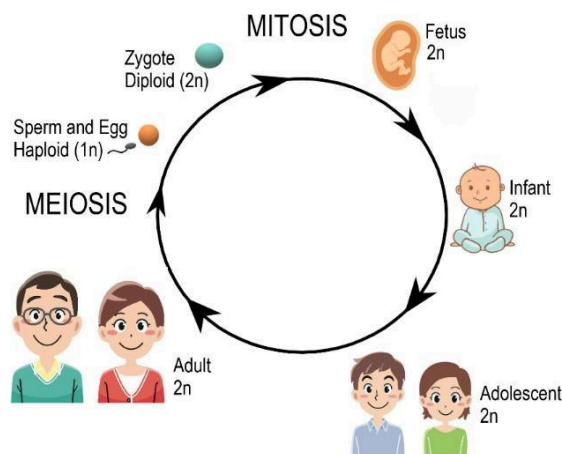 MITOSIS
Fetus
2n
Zygote
Diploid (2n)
Sperm and Egg
Haploid (1n)
MEIOSIS
Infant
2n
Adult
2n
Adolescent
2n